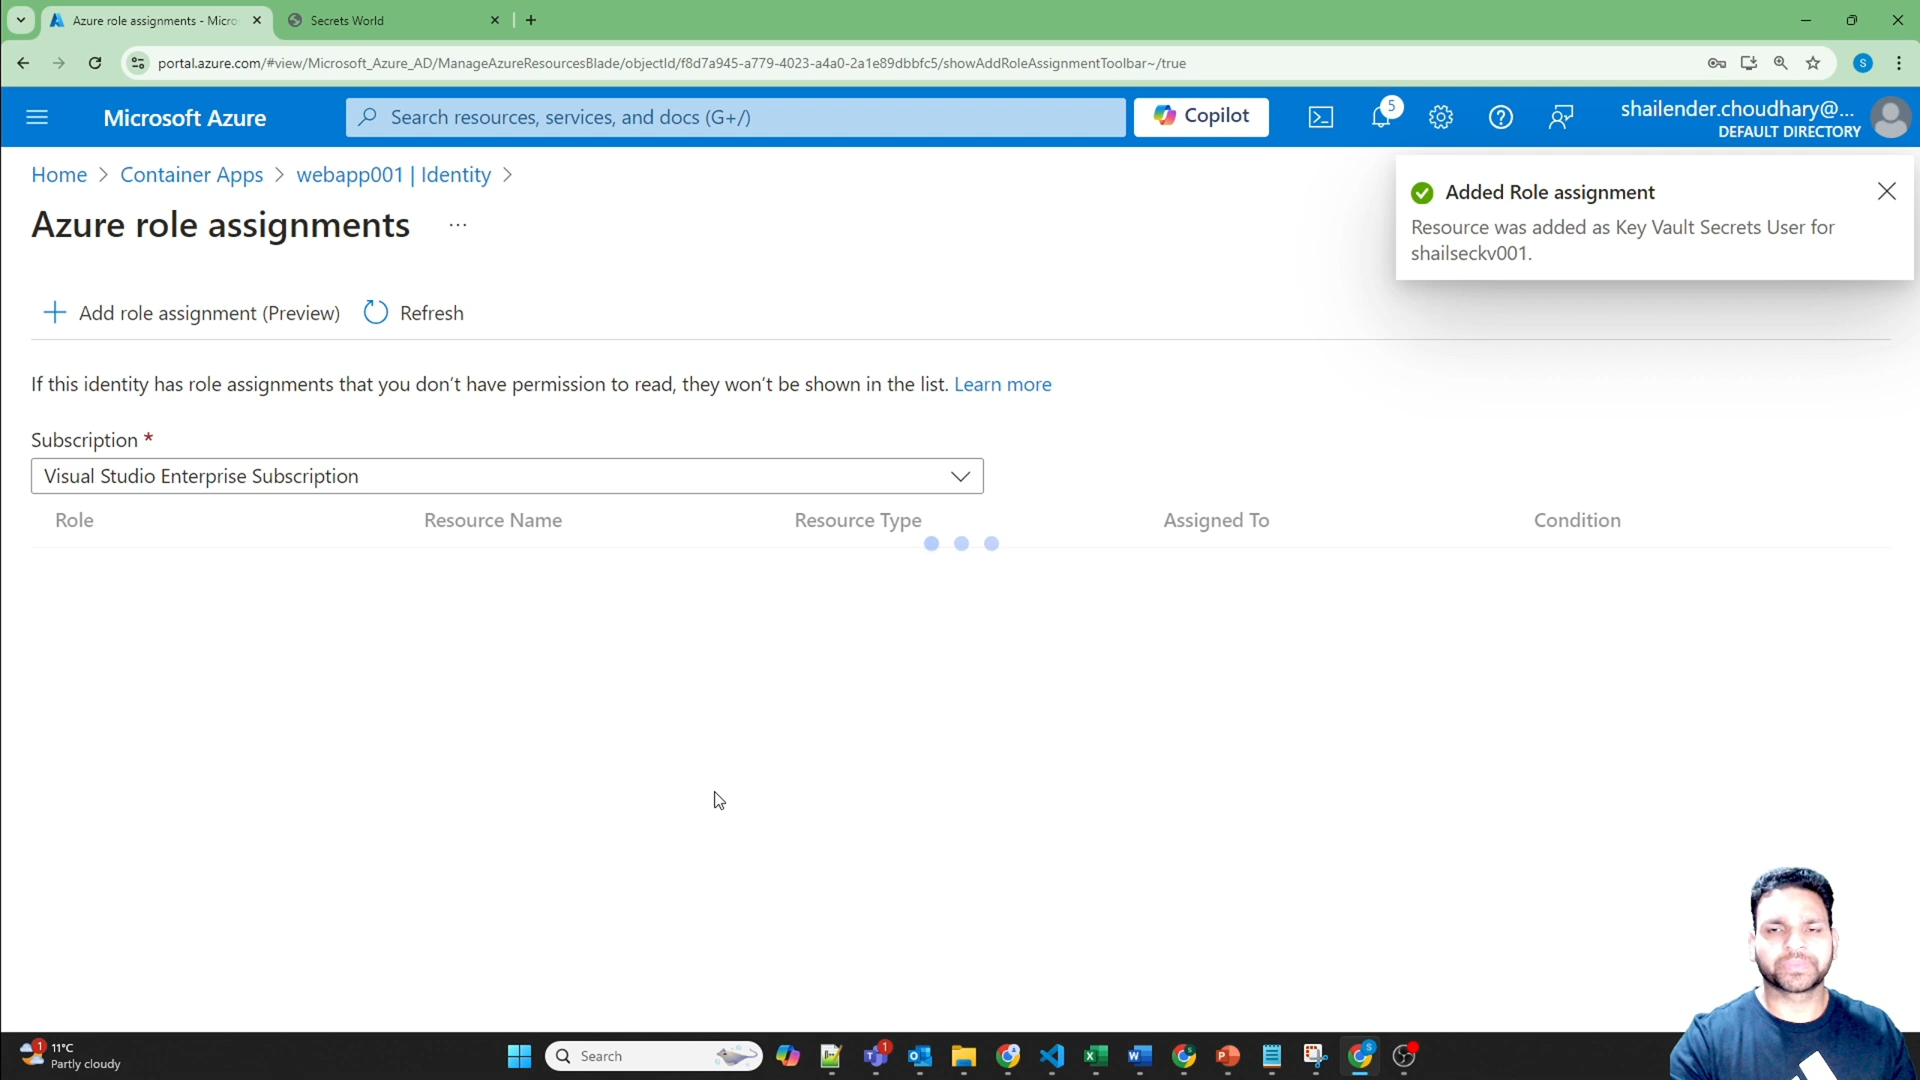 Azure role assignments - Micro
Secrets World
portal.azure.com/#view/Microsoft_Azure_AD/ManageAzureResourcesBlade/objectId/f8d7a945-a779-4023-a4a0-2a1e89dbbfc5/showAddRoleAssignmentToolbar~/true
S
Microsoft Azure
Search resources, services, and docs (G+/)
Copilot
5
shailender.choudhary@...
DEFAULT DIRECTORY
Home > Container Apps > webapp001 | Identity >
Azure role assignments ...
Added Role assignment
Resource was added as Key Vault Secrets User for
shailseckv001.
Add role assignment (Preview)
Refresh
If this identity has role assignments that you don't have permission to read, they won't be shown in the list. Learn more
Subscription *
Visual Studio Enterprise Subscription
Role
Resource Name
Resource Type
Assigned To
Condition
1
11°C
Partly cloudy
Search
1